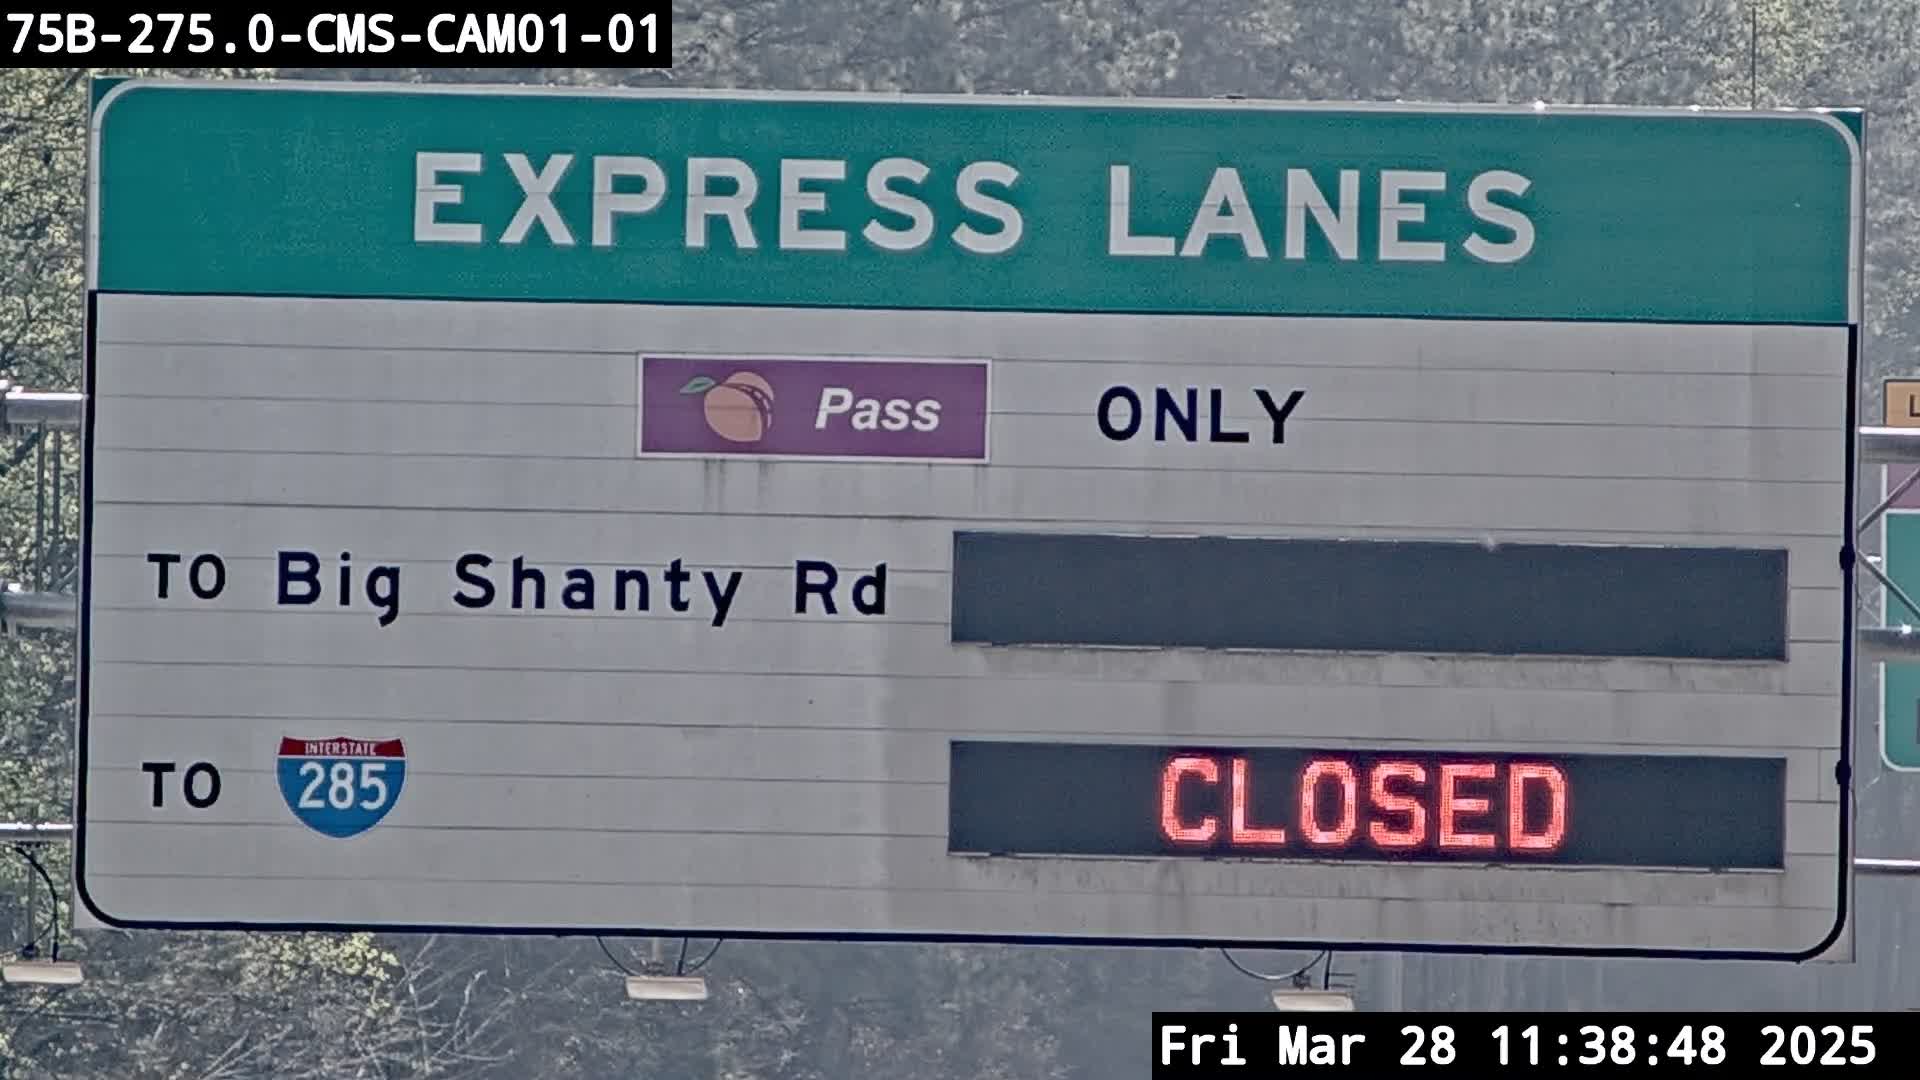 75B-275.0-CMS-CAM01-01
EXPRESS LANES
Pass ONLY
TO Big Shanty Rd
TO INTERSTATE 285 CLOSED
Fri Mar 28 11:38:48 2025